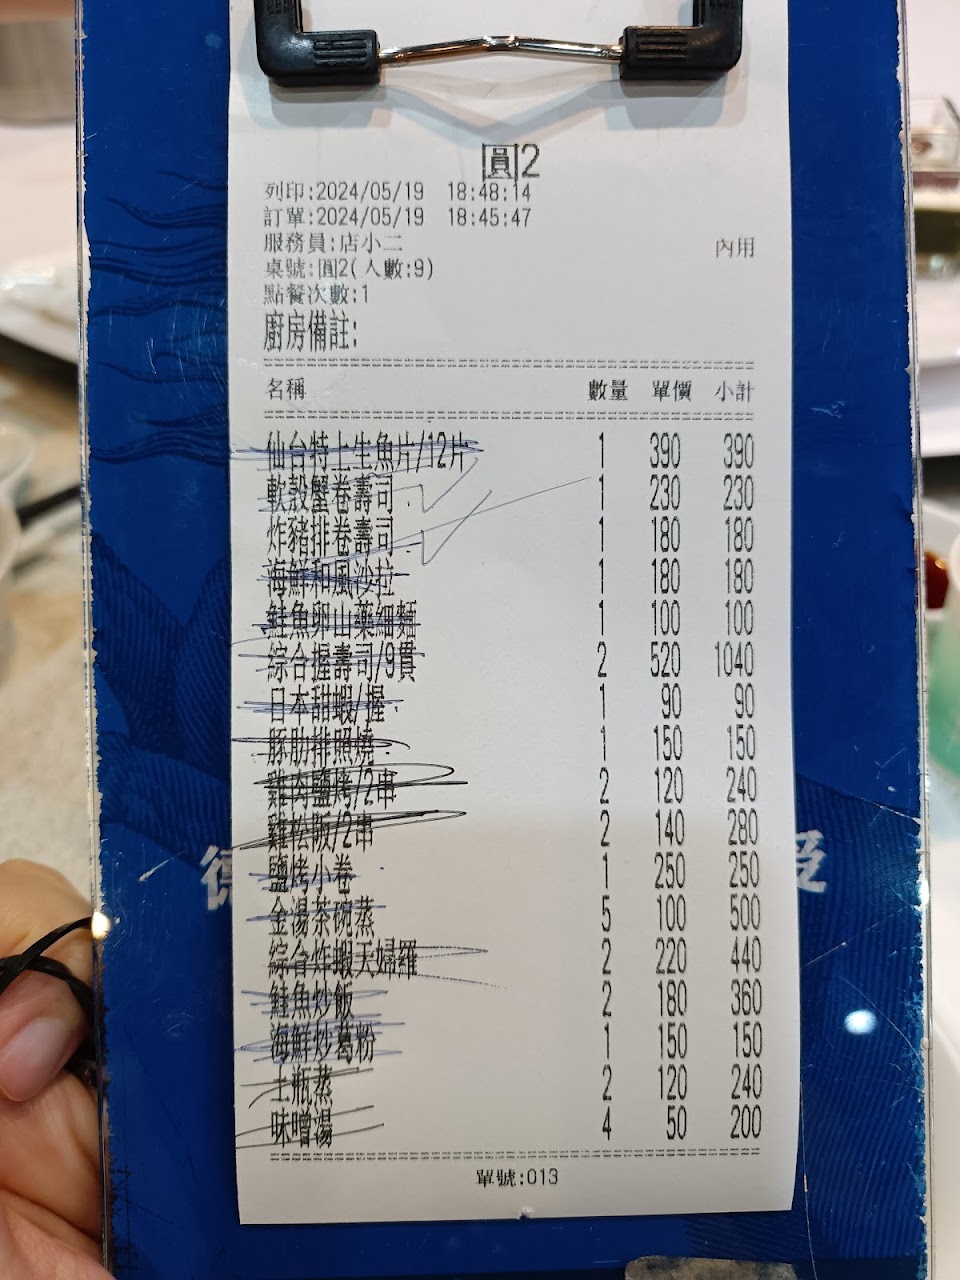 圓2
列印:2024/05/19 18:48:14
訂單:2024/05/19 18:45:47
服務員:店小二 內用
桌號:圓2(人數:9)
點餐次數:1
廚房備註:
名稱 數量 單價 小計
仙台特上生魚片/12片 1 390 390
軟殼蟹卷壽司 1 230 230
炸豬排卷壽司 1 180 180
海鮮和風沙拉 1 180 180
鮭魚卵山藥細麵 1 100 100
綜合握壽司/9貫 2 520 1040
日本甜蝦/握 1 90 90
豚肋排照燒 1 150 150
雞肉鹽烤/2串 2 120 240
雞松阪/2串 2 140 280
鹽烤小卷 1 250 250
金湯茶碗蒸 5 100 500
綜合炸蝦天婦羅 2 220 440
鮭魚炒飯 2 180 360
海鮮炒葛粉 1 150 150
土瓶蒸 2 120 240
味噌湯 4 50 200
單號:013